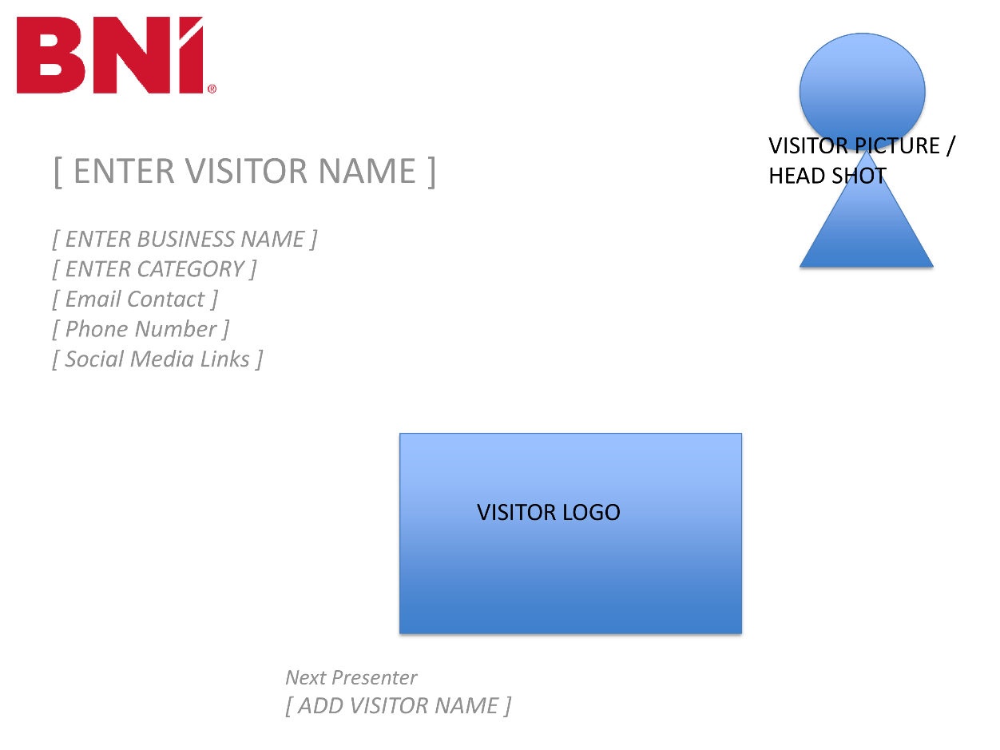 BNI®
VISITOR PICTURE /
HEAD SHOT
[ ENTER VISITOR NAME ]
[ ENTER BUSINESS NAME ]
[ ENTER CATEGORY ]
[ Email Contact ]
[ Phone Number ]
[ Social Media Links ]
VISITOR LOGO
Next Presenter
[ ADD VISITOR NAME ]